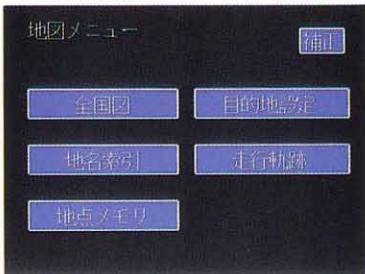 地図メニュー
補正
全国図
目的地設定
地名索引
走行軌跡
地点メモリ